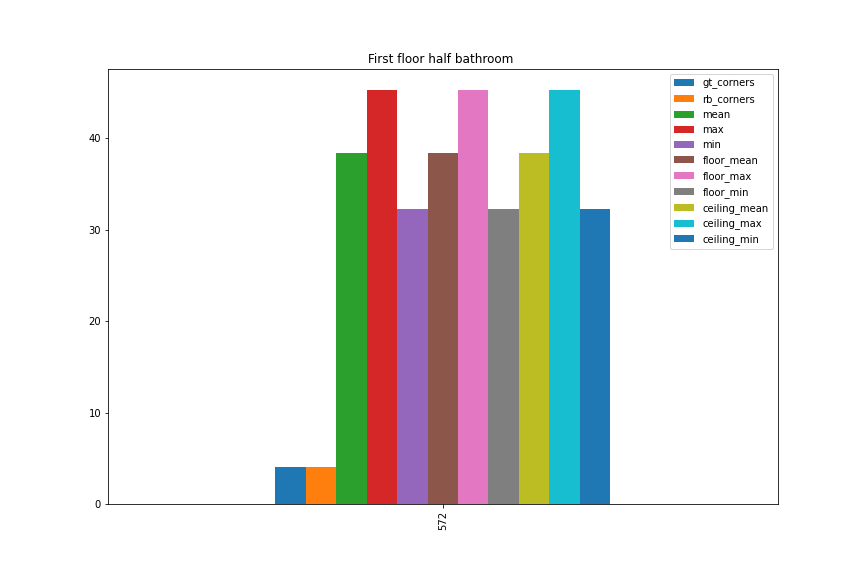 First floor half bathroom
gt_corners
rb_corners
mean
max
min
floor_mean
floor_max
floor_min
ceiling_mean
ceiling_max
ceiling_min
40
30
20
10
0
572